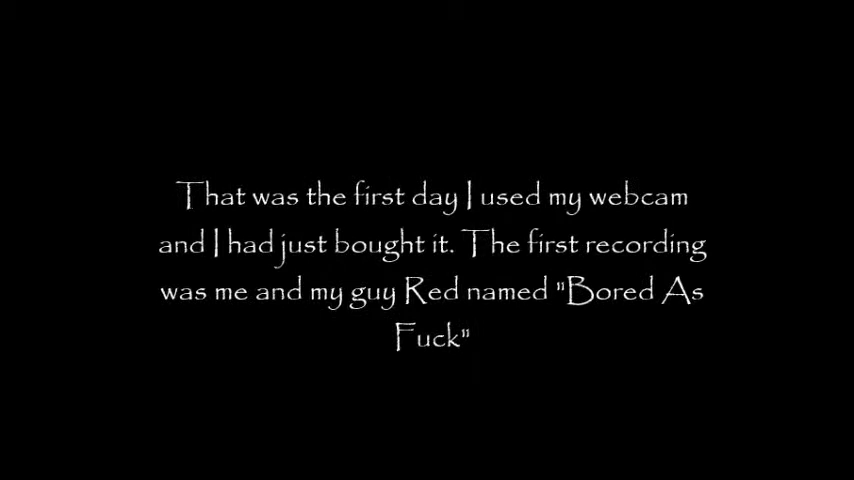 That was the first day I used my webcam
and I had just bought it. The first recording
was me and my guy Red named "Bored As
Fuck"